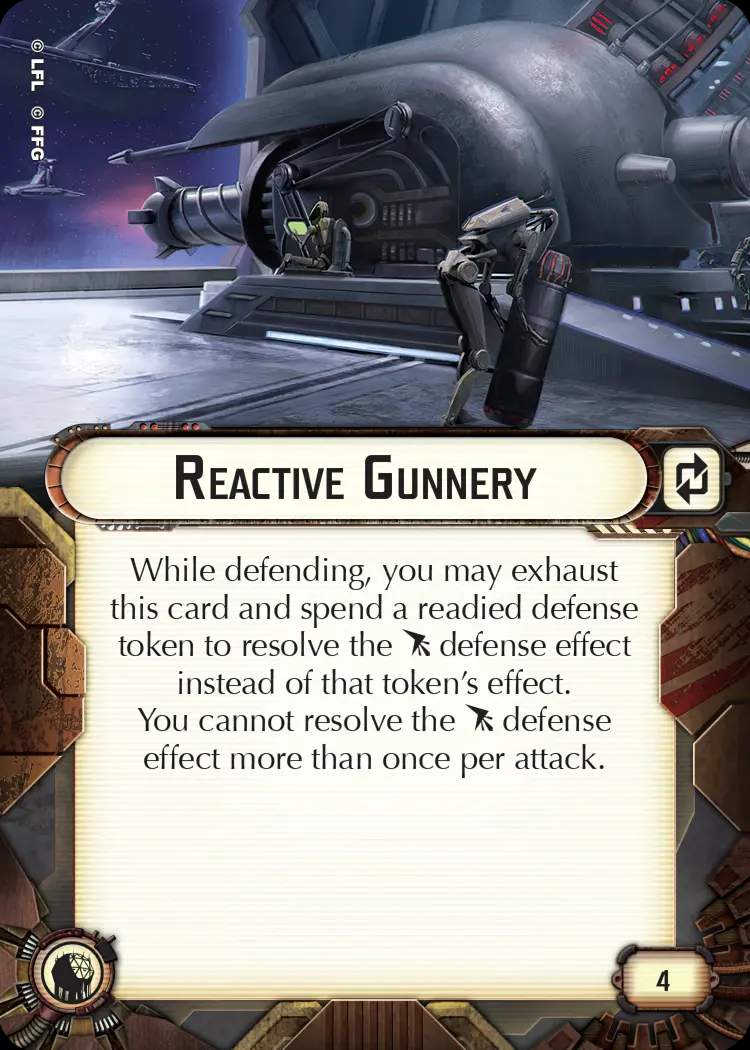 © LFL © FFG
Reactive Gunnery
While defending, you may exhaust
this card and spend a readied defense
token to resolve the defense effect
instead of that token's effect.
You cannot resolve the defense
effect more than once per attack.
4